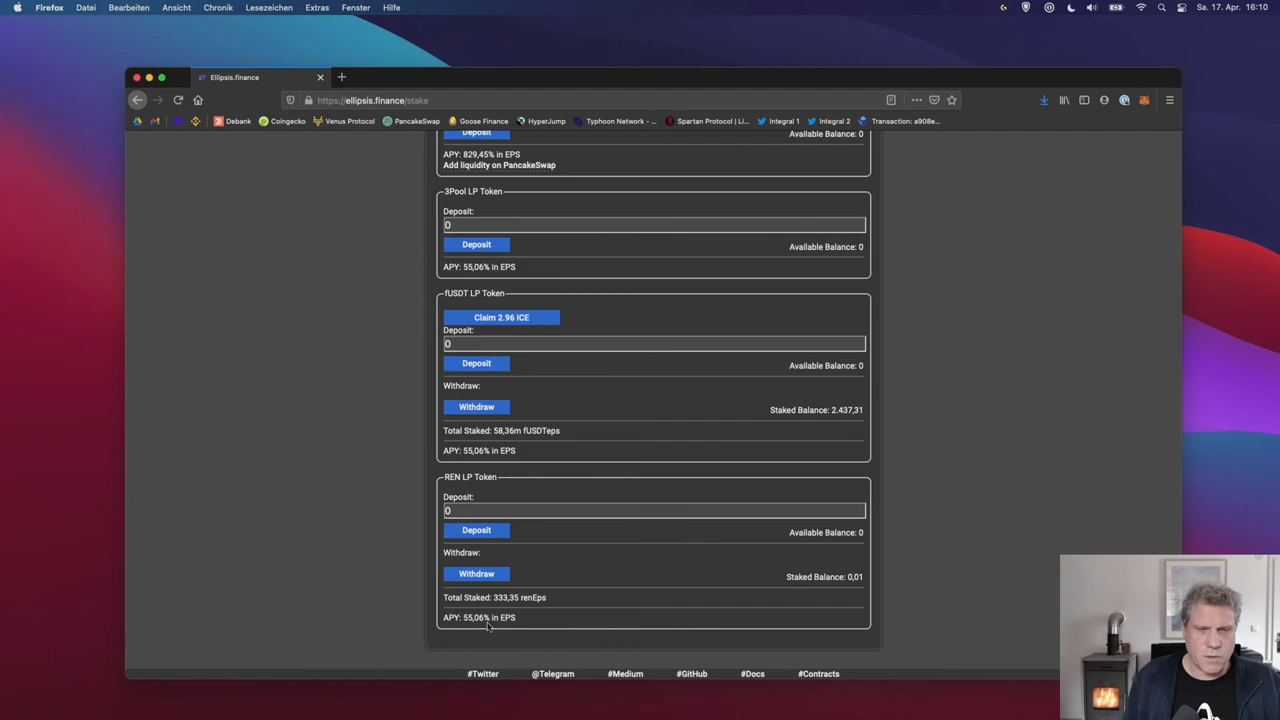 Firefox Datei Bearbeiten Ansicht Chronik Lesezeichen Extras Fenster Hilfe Sa. 17. Apr. 16:10
Ellipsis.finance
https://ellipsis.finance/stake
Debank Coingecko Venus Protocol PancakeSwap Goose Finance HyperJump Typhoon Network - ... Spartan Protocol | Li... Integral 1 Integral 2 Transaction: a908e...
Deposit Available Balance: 0
APY: 829,45% in EPS
Add liquidity on PancakeSwap
3Pool LP Token
Deposit:
0
Deposit Available Balance: 0
APY: 55,06% in EPS
fUSDT LP Token
Claim 2.96 ICE
Deposit:
0
Deposit Available Balance: 0
Withdraw:
Withdraw Staked Balance: 2.437,31
Total Staked: 58,36m fUSDTeps
APY: 55,06% in EPS
REN LP Token
Deposit:
0
Deposit Available Balance: 0
Withdraw:
Withdraw Staked Balance: 0,01
Total Staked: 333,35 renEps
APY: 55,06% in EPS
#Twitter @Telegram #Medium #GitHub #Docs #Contracts